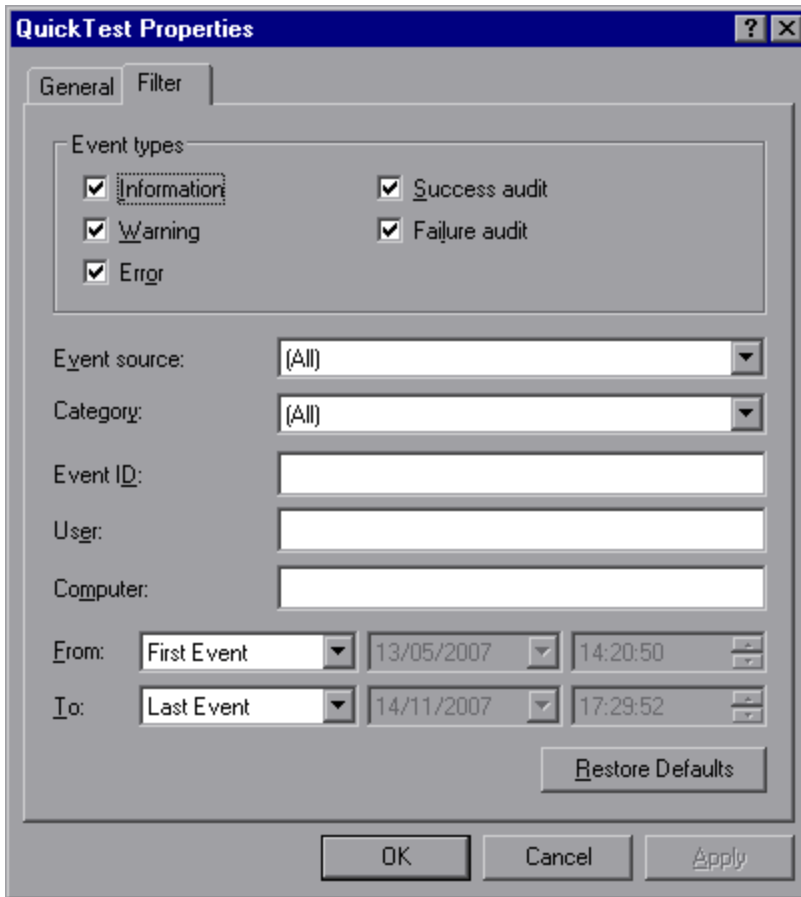 QuickTest Properties
General Filter
Event types
Information Success audit
Warning Failure audit
Error
Event source: (All)
Category: (All)
Event ID:
User:
Computer:
From: First Event 13/05/2007 14:20:50
To: Last Event 14/11/2007 17:29:52
Restore Defaults
OK Cancel Apply